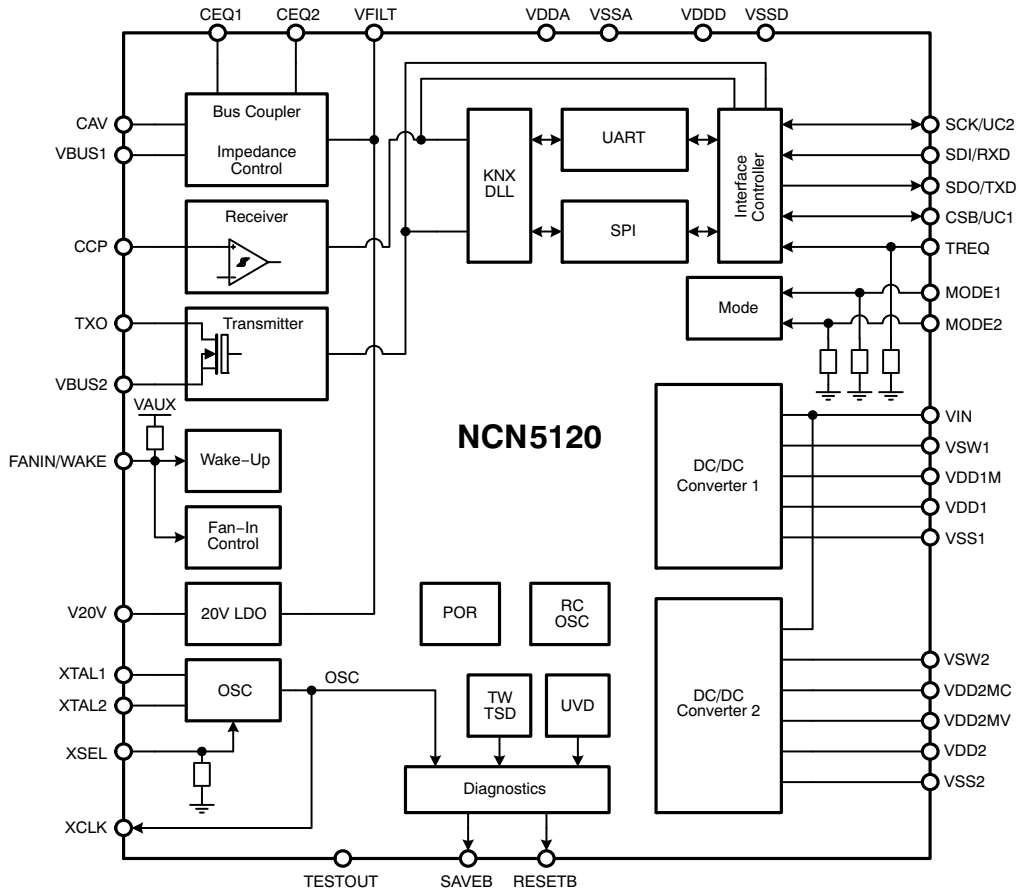 CEQ1
CEQ2
VFILT
VDDA
VSSA
VDDD
VSSD
CAV
VBUS1
Bus Coupler
Impedance
Control
KNX
DLL
UART
SPI
Interface
Controller
SCK/UC2
SDI/RXD
SDO/TXD
CSB/UC1
TREQ
CCP
Receiver
+
−
TXO
VBUS2
Transmitter
Mode
MODE1
MODE2
VAUX
FANIN/WAKE
Wake−Up
Fan−In
Control
NCN5120
DC/DC
Converter 1
VIN
VSW1
VDD1M
VDD1
VSS1
V20V
20V LDO
POR
RC
OSC
XTAL1
XTAL2
OSC
OSC
XSEL
XCLK
TW
TSD
UVD
Diagnostics
DC/DC
Converter 2
VSW2
VDD2MC
VDD2MV
VDD2
VSS2
TESTOUT
SAVEB
RESETB